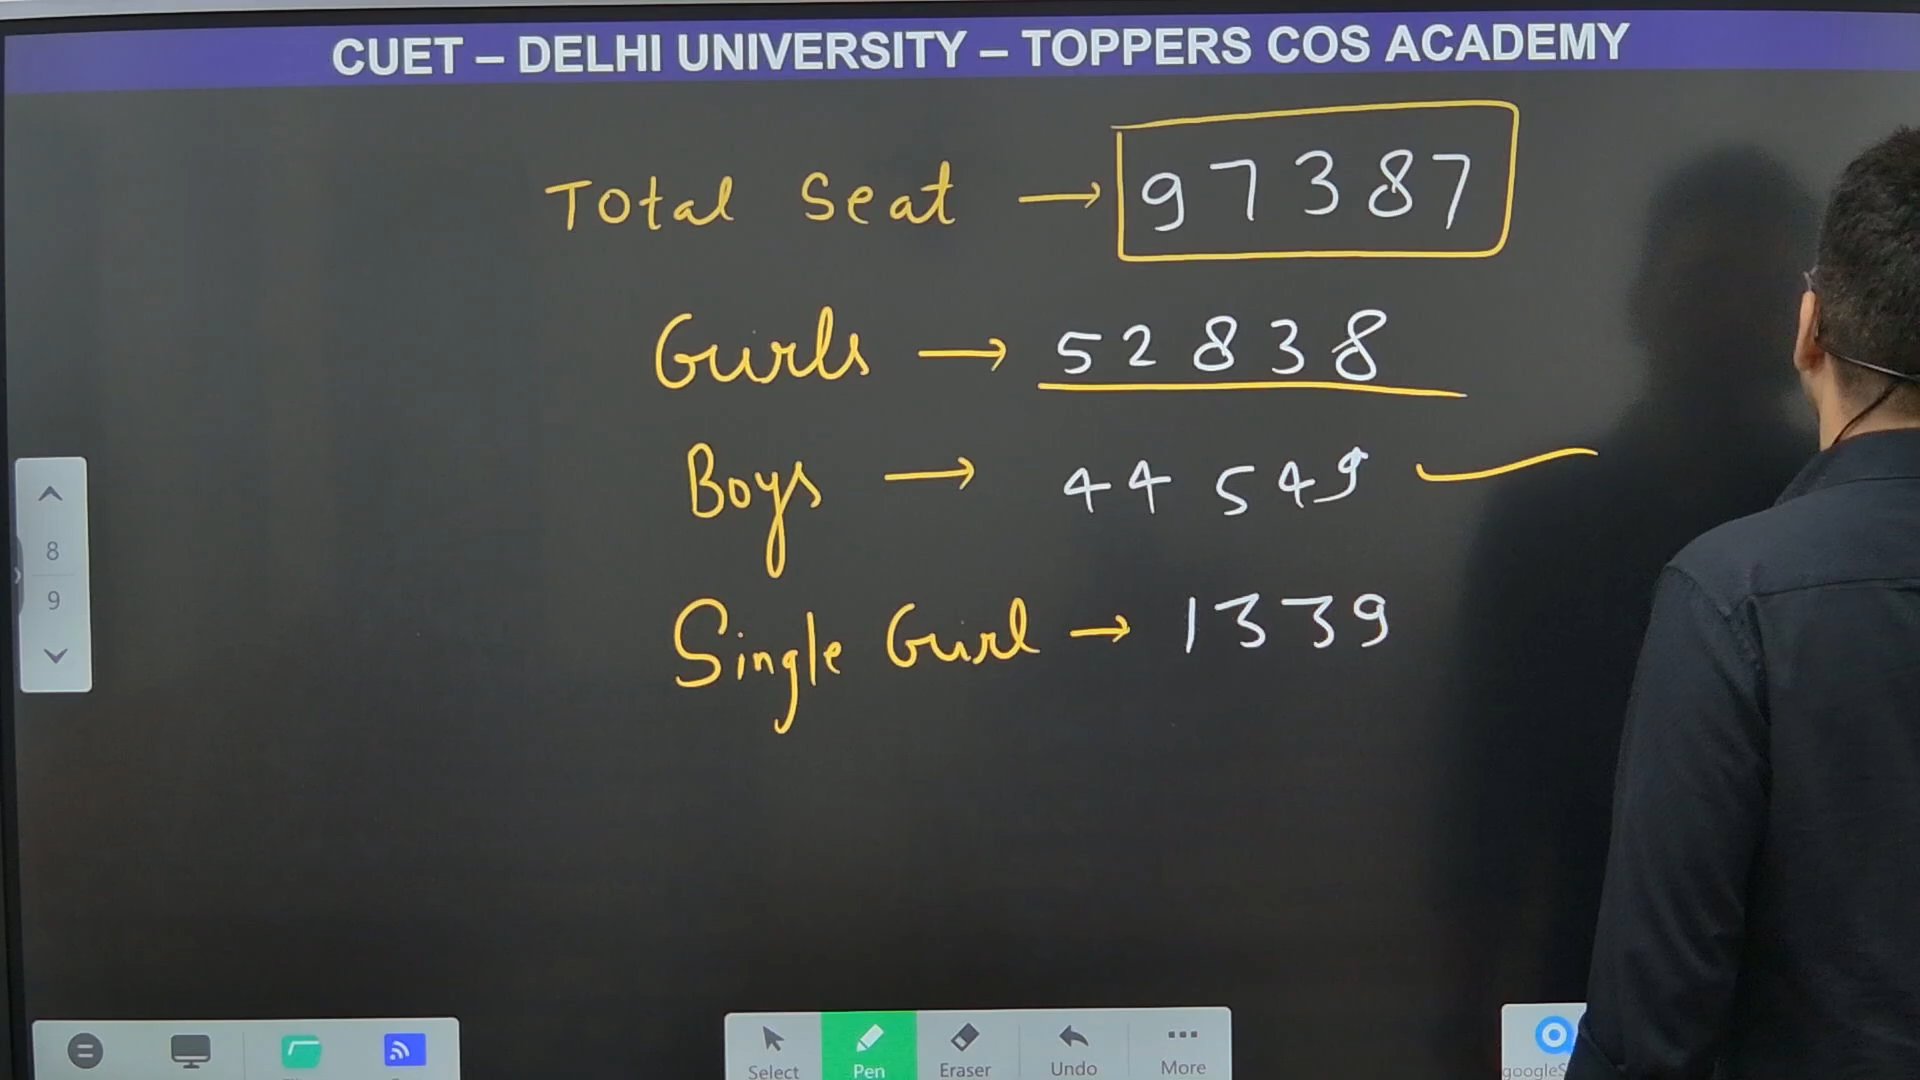 CUET – DELHI UNIVERSITY – TOPPERS COS ACADEMY
Total Seat → 97387
Girls → 52838
Boys → 44549
Single Girl → 1339
8
9
Select Pen Eraser Undo More